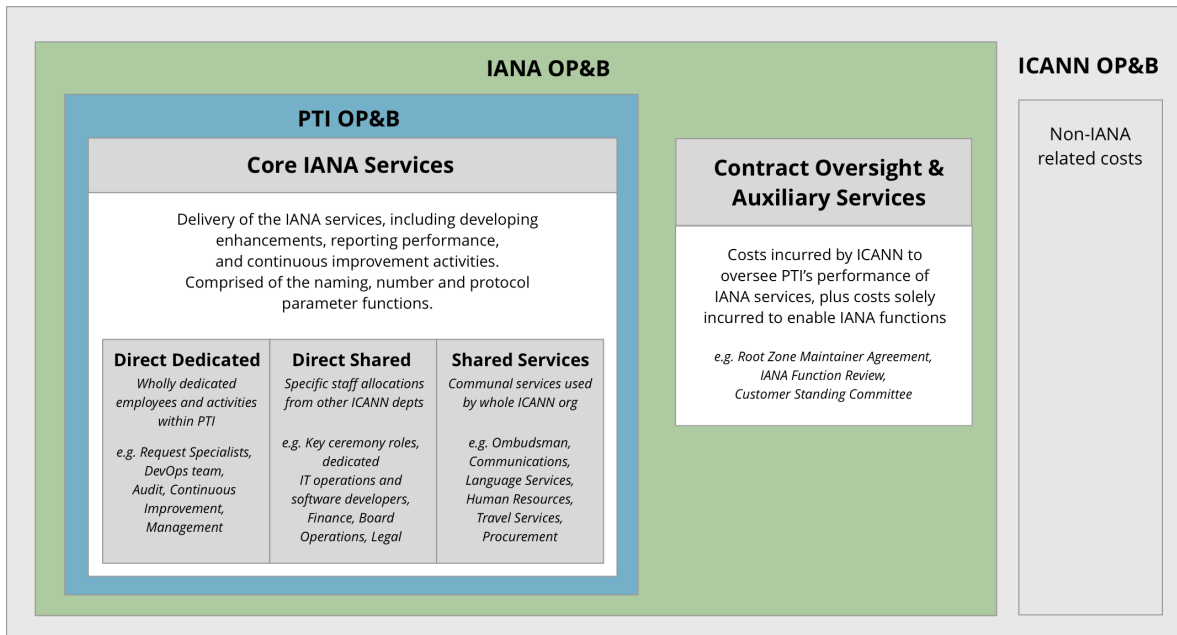 IANA OP&B
ICANN OP&B
PTI OP&B
Core IANA Services
Delivery of the IANA services, including developing
enhancements, reporting performance,
and continuous improvement activities.
Comprised of the naming, number and protocol
parameter functions.
Direct Dedicated
Wholly dedicated
employees and activities
within PTI
e.g. Request Specialists,
DevOps team,
Audit, Continuous
Improvement,
Management
Direct Shared
Specific staff allocations
from other ICANN depts
e.g. Key ceremony roles,
dedicated
IT operations and
software developers,
Finance, Board
Operations, Legal
Shared Services
Communal services used
by whole ICANN org
e.g. Ombudsman,
Communications,
Language Services,
Human Resources,
Travel Services,
Procurement
Contract Oversight &
Auxiliary Services
Costs incurred by ICANN to
oversee PTI’s performance of
IANA services, plus costs solely
incurred to enable IANA functions
e.g. Root Zone Maintainer Agreement,
IANA Function Review,
Customer Standing Committee
Non-IANA
related costs